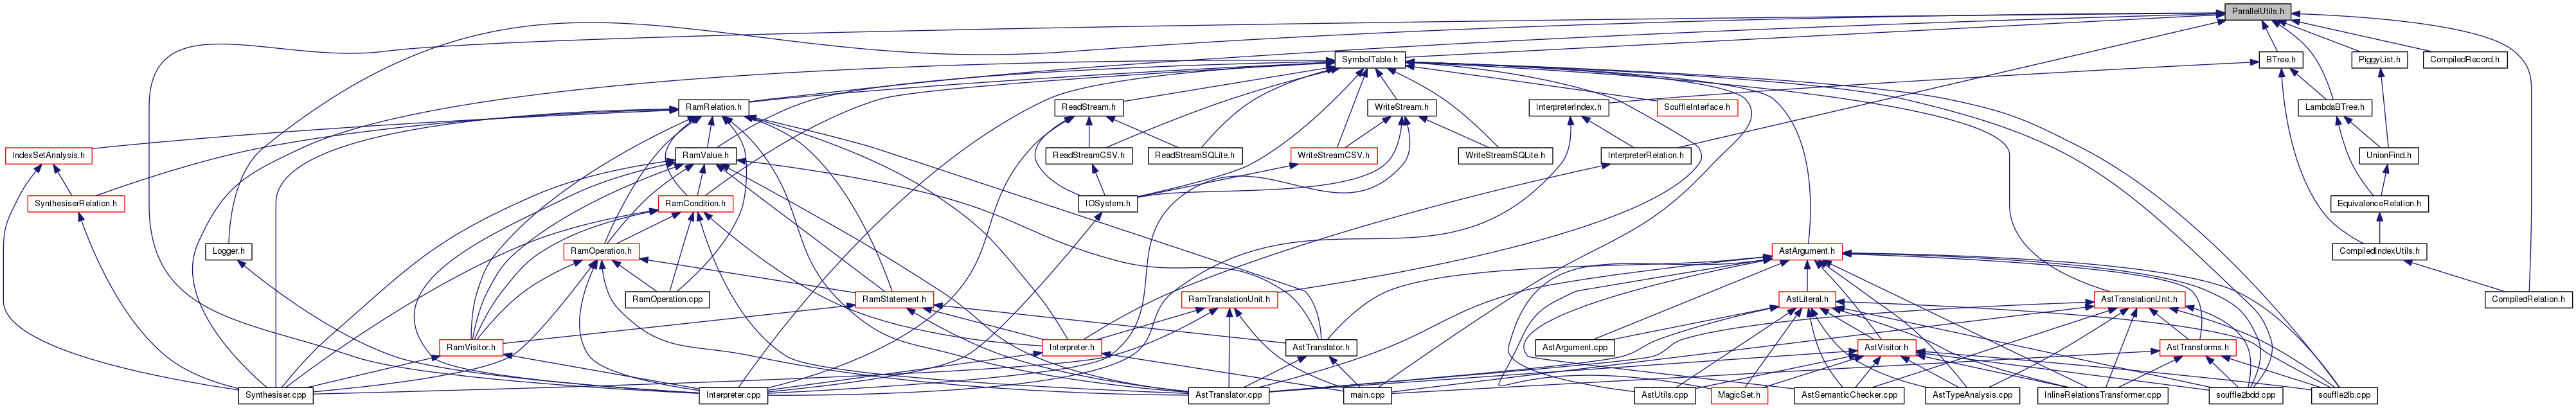 ParallelUtils.h
SymbolTable.h
BTree.h
PiggyList.h
CompiledRecord.h
RamRelation.h
ReadStream.h
WriteStream.h
InterpreterIndex.h
SouffleInterface.h
LambdaBTree.h
IndexSetAnalysis.h
RamValue.h
ReadStreamCSV.h
ReadStreamSQLite.h
WriteStreamCSV.h
WriteStreamSQLite.h
InterpreterRelation.h
UnionFind.h
SynthesiserRelation.h
RamCondition.h
IOSystem.h
EquivalenceRelation.h
Logger.h
RamOperation.h
AstArgument.h
CompiledIndexUtils.h
RamOperation.cpp
RamStatement.h
RamTranslationUnit.h
AstLiteral.h
AstTranslationUnit.h
CompiledRelation.h
RamVisitor.h
Interpreter.h
AstTranslator.h
AstArgument.cpp
AstVisitor.h
AstTransforms.h
Synthesiser.cpp
Interpreter.cpp
AstTranslator.cpp
main.cpp
AstUtils.cpp
MagicSet.h
AstSemanticChecker.cpp
AstTypeAnalysis.cpp
InlineRelationsTransformer.cpp
souffle2bdd.cpp
souffle2lb.cpp